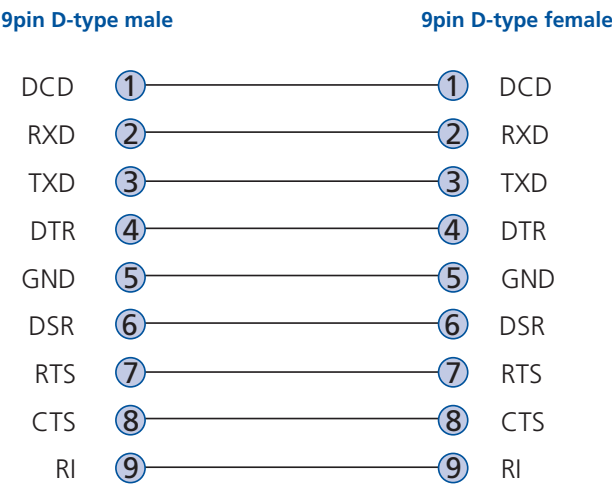 9pin D-type male 9pin D-type female
DCD 1 1 DCD
RXD 2 2 RXD
TXD 3 3 TXD
DTR 4 4 DTR
GND 5 5 GND
DSR 6 6 DSR
RTS 7 7 RTS
CTS 8 8 CTS
RI 9 9 RI